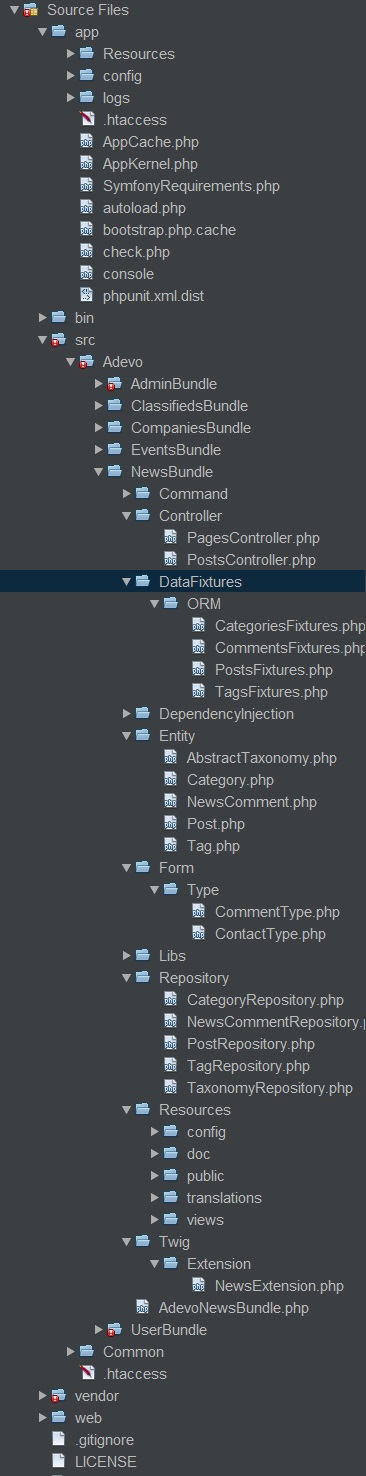 Source Files
app
Resources
config
logs
.htaccess
AppCache.php
AppKernel.php
SymfonyRequirements.php
autoload.php
bootstrap.php.cache
check.php
console
phpunit.xml.dist
bin
src
Adevo
AdminBundle
ClassifiedsBundle
CompaniesBundle
EventsBundle
NewsBundle
Command
Controller
PagesController.php
PostsController.php
DataFixtures
ORM
CategoriesFixtures.php
CommentsFixtures.php
PostsFixtures.php
TagsFixtures.php
DependencyInjection
Entity
AbstractTaxonomy.php
Category.php
NewsComment.php
Post.php
Tag.php
Form
Type
CommentType.php
ContactType.php
Libs
Repository
CategoryRepository.php
NewsCommentRepository.p
PostRepository.php
TagRepository.php
TaxonomyRepository.php
Resources
config
doc
public
translations
views
Twig
Extension
NewsExtension.php
AdevoNewsBundle.php
UserBundle
Common
.htaccess
vendor
web
.gitignore
LICENSE